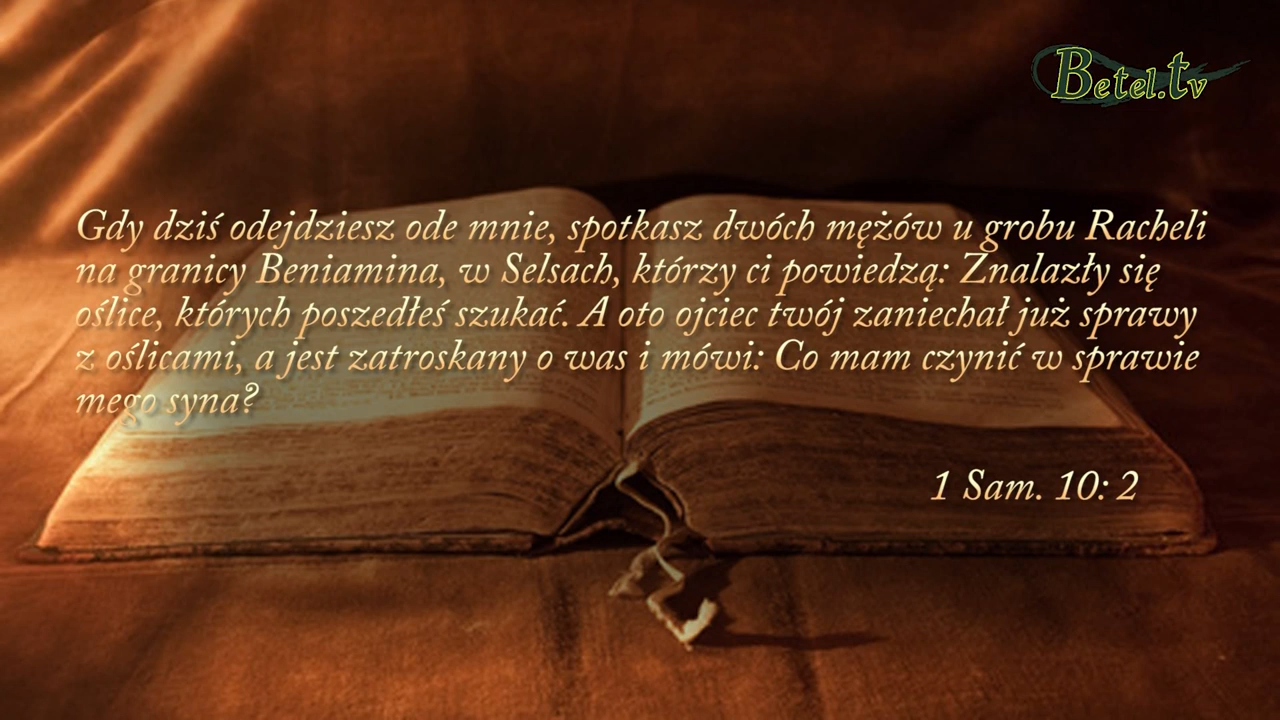 Betel.tv
Gdy dziś odejdziesz ode mnie, spotkasz dwóch mężów u grobu Racheli
na granicy Beniamina, w Selsach, którzy ci powiedzą: Znalazły się
oślice, których poszedłeś szukać. A oto ojciec twój zaniechał już sprawy
z oślicami, a jest zatroskany o was i mówi: Co mam czynić w sprawie
mego syna?
1 Sam. 10: 2